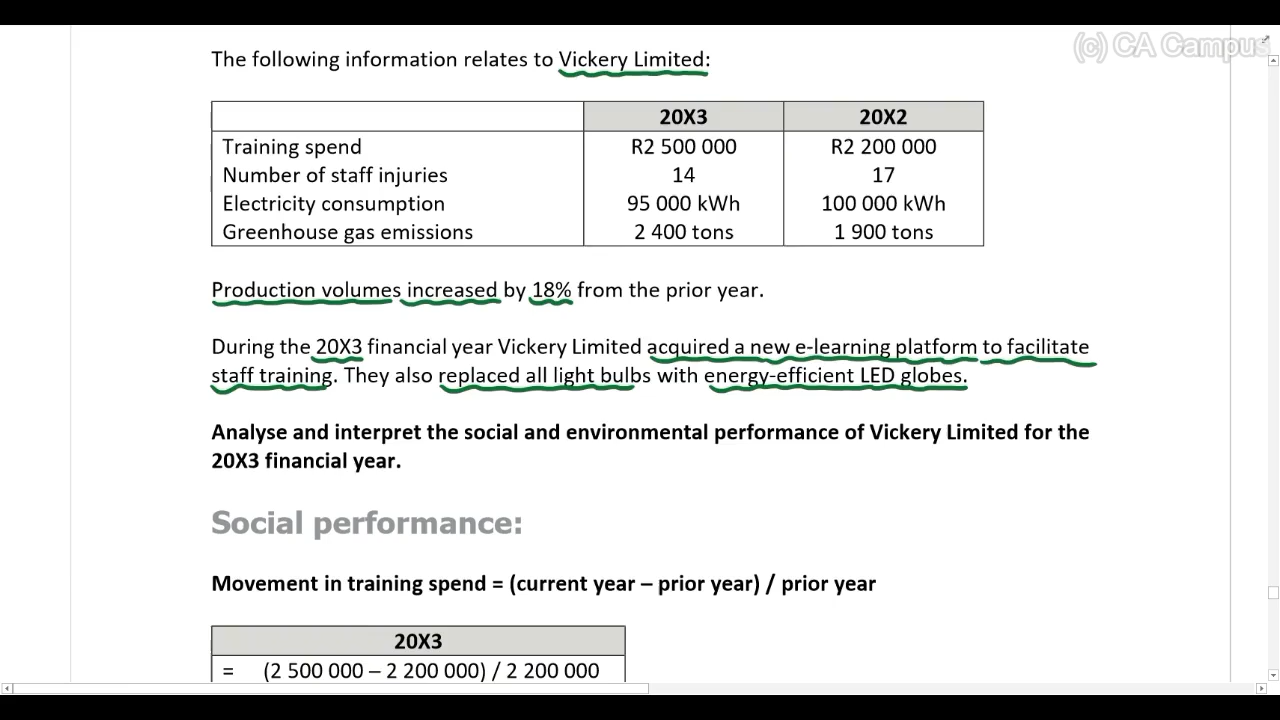 (c) CA Campus
The following information relates to Vickery Limited:
20X3 20X2
Training spend R2 500 000 R2 200 000
Number of staff injuries 14 17
Electricity consumption 95 000 kWh 100 000 kWh
Greenhouse gas emissions 2 400 tons 1 900 tons
Production volumes increased by 18% from the prior year.
During the 20X3 financial year Vickery Limited acquired a new e-learning platform to facilitate
staff training. They also replaced all light bulbs with energy-efficient LED globes.
Analyse and interpret the social and environmental performance of Vickery Limited for the
20X3 financial year.
Social performance:
Movement in training spend = (current year – prior year) / prior year
20X3
= (2 500 000 – 2 200 000) / 2 200 000